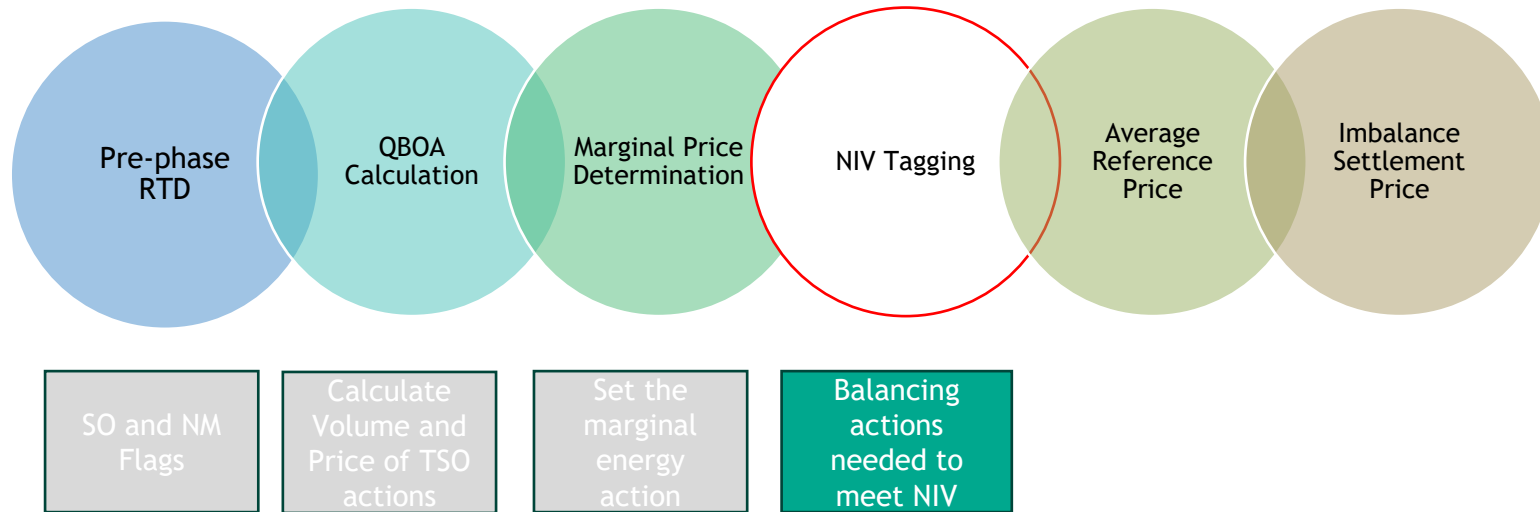 Pre-phase
RTD
QBOA
Calculation
Marginal Price
Determination
NIV Tagging
Average
Reference
Price
Imbalance
Settlement
Price
SO and NM
Flags
Calculate
Volume and
Price of TSO
actions
Set the
marginal
energy
action
Balancing
actions
needed to
meet NIV